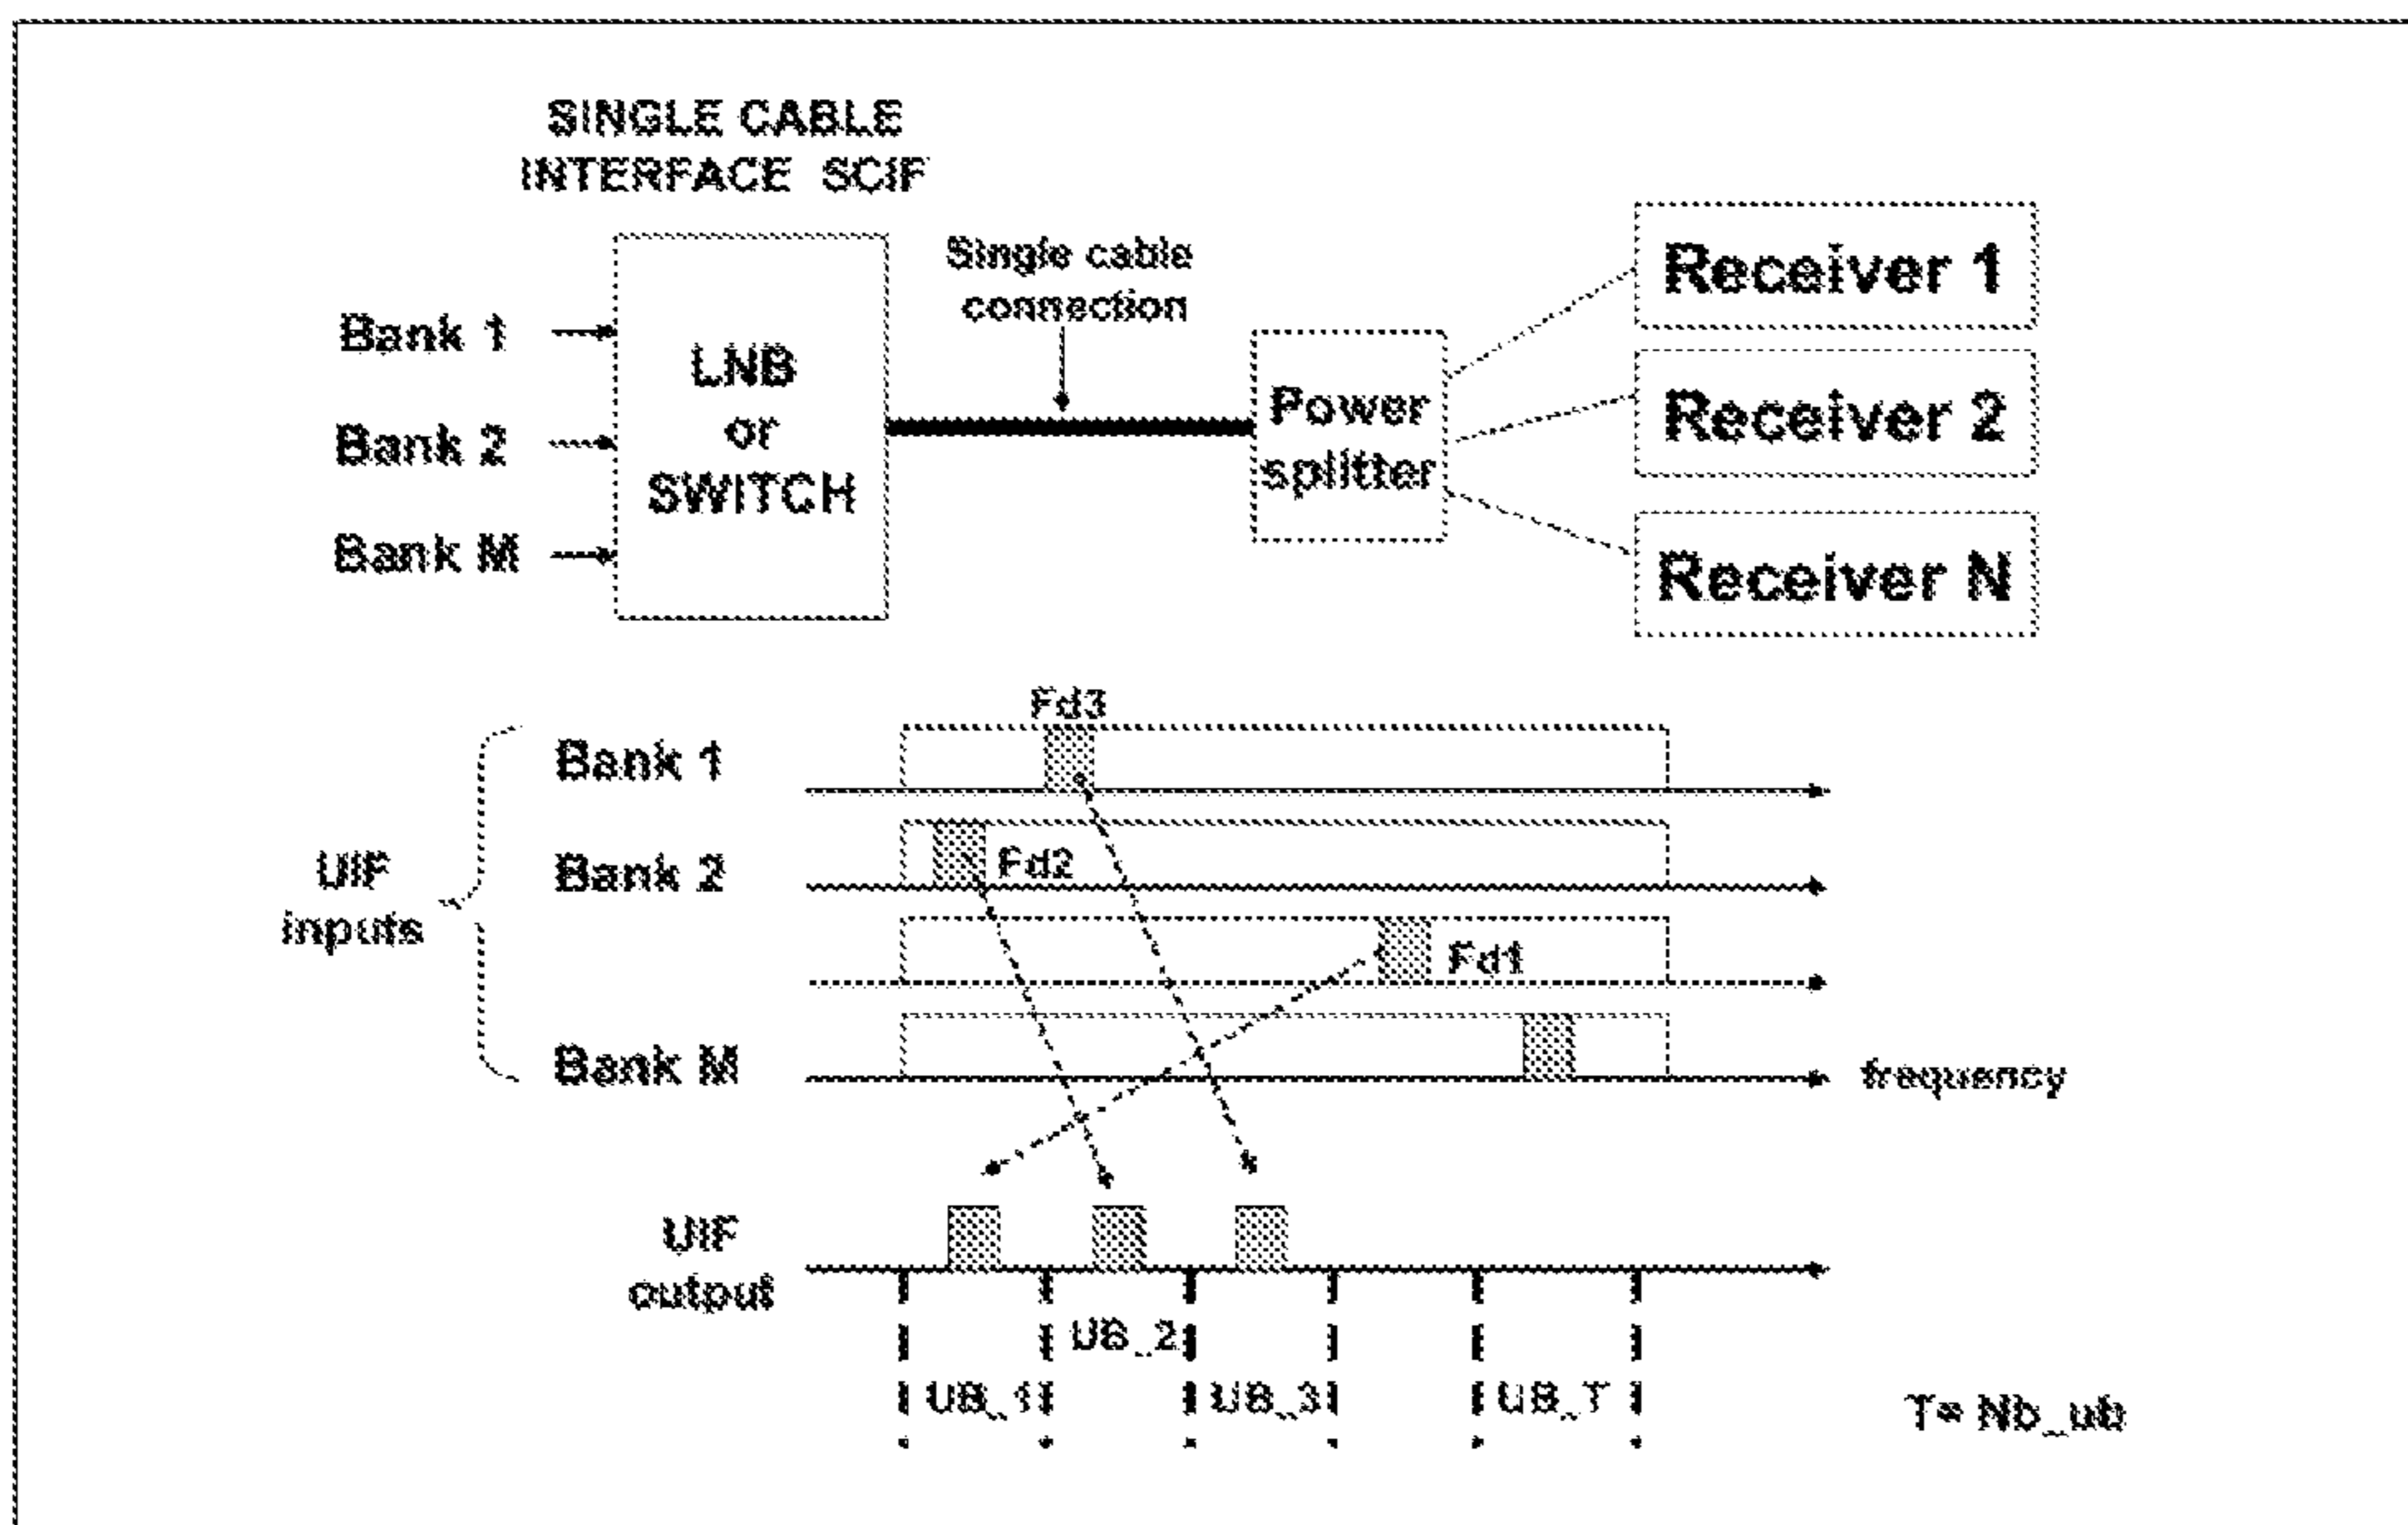 SINGLE CABLE
INTERFACE SCIF
Bank 1
Bank 2
Bank M
LNB
or
SWITCH
Single cable
connection
Power
splitter
Receiver 1
Receiver 2
Receiver N
UIF
inputs
Fd3
Bank 1
Bank 2
Fd2
Fd1
Bank M
frequency
UIF
output
UB_2
UB_1
UB_3
UB_T
T= Nb_ub